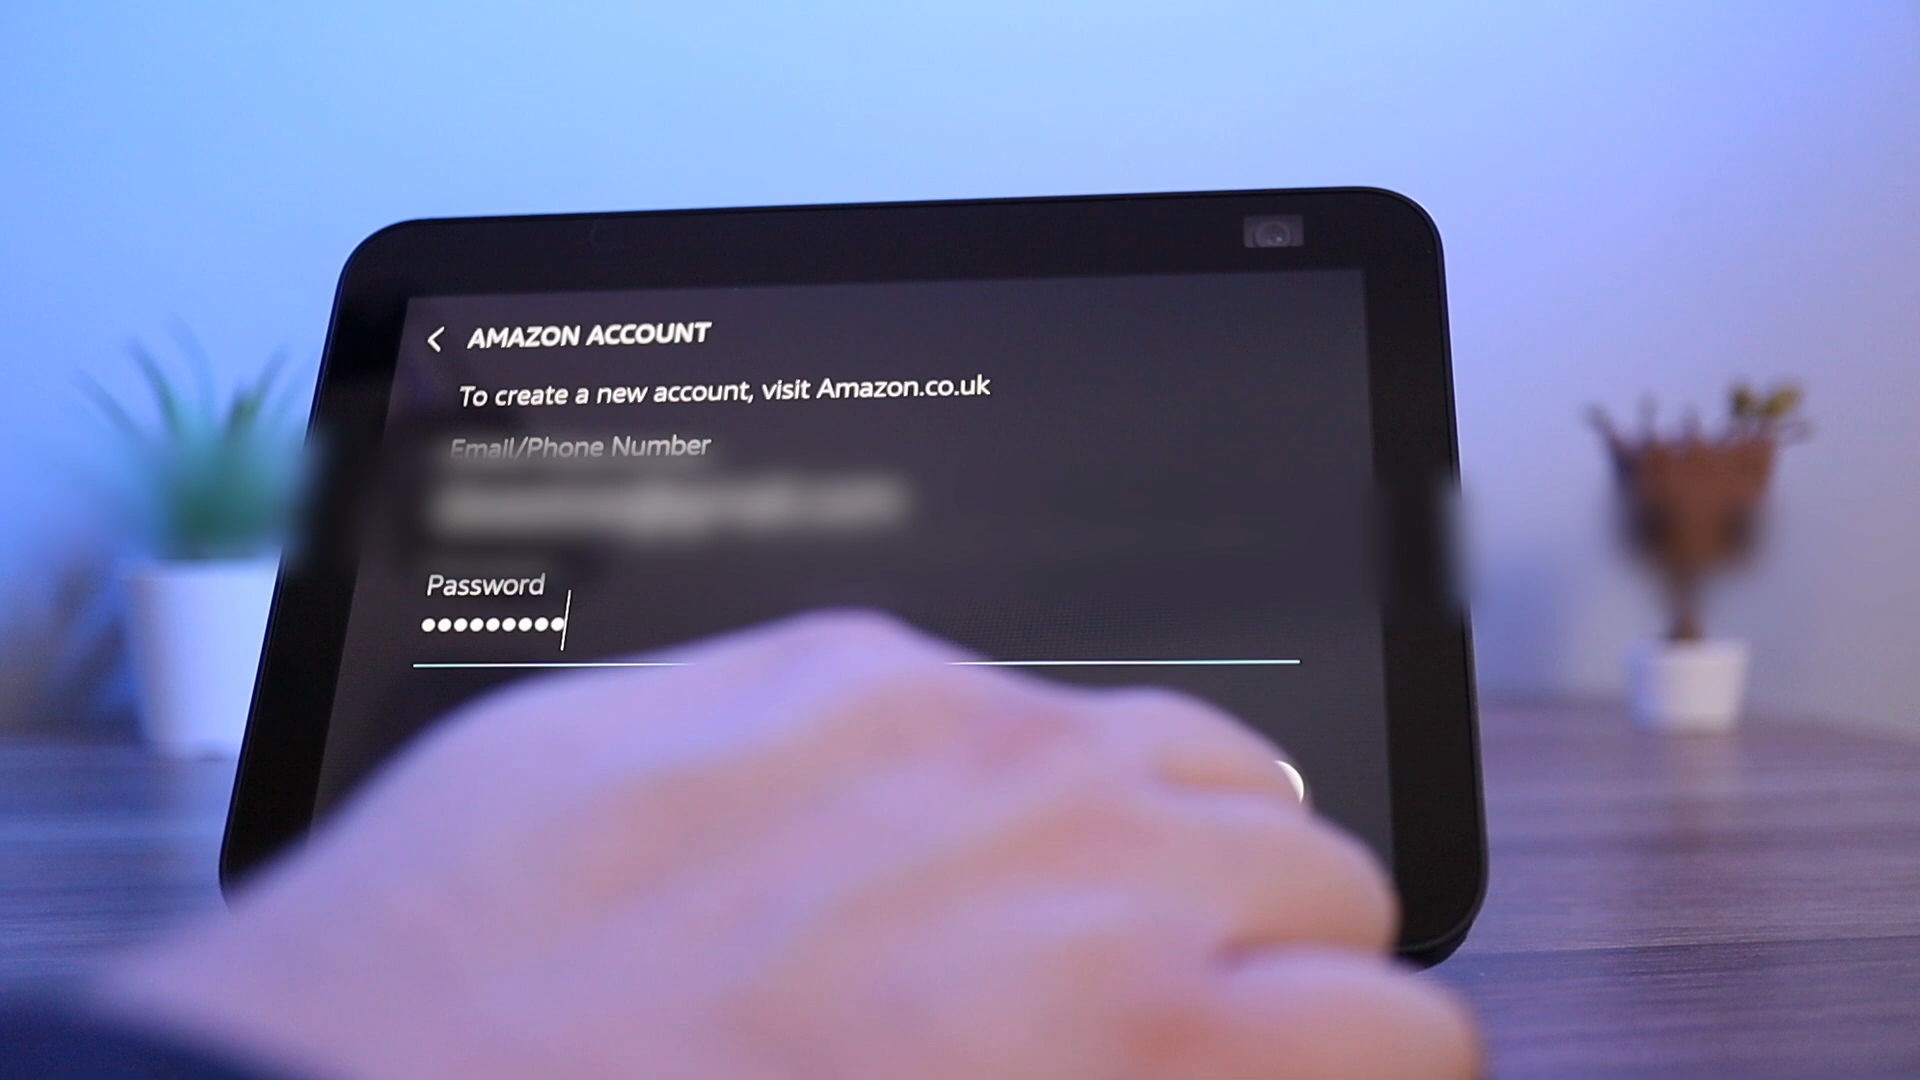 AMAZON ACCOUNT
To create a new account, visit Amazon.co.uk
Email/Phone Number
Password
•••••••••